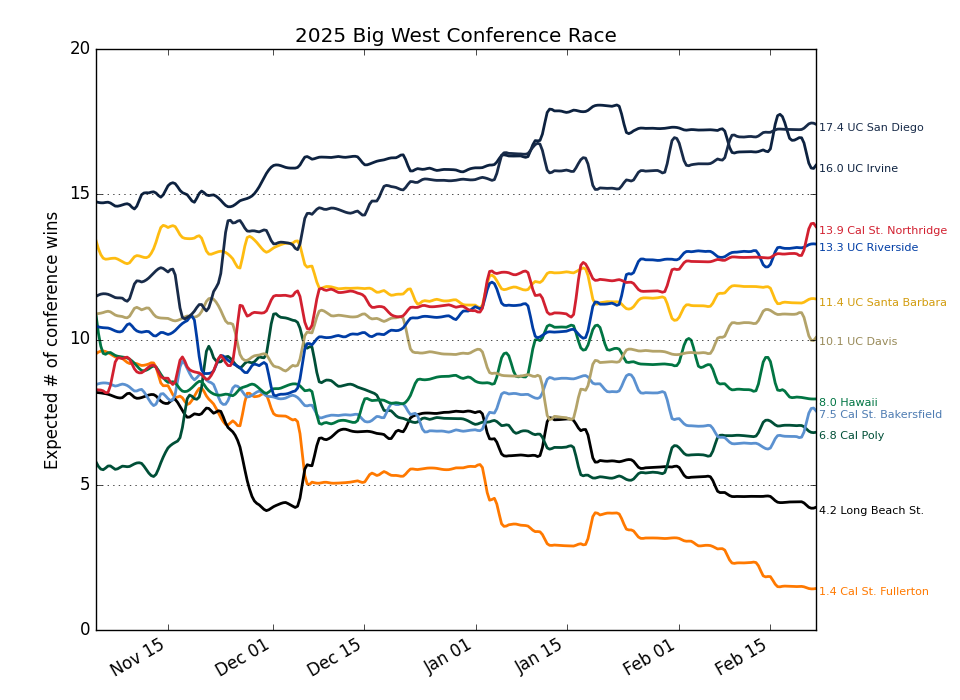 2025 Big West Conference Race
Expected # of conference wins
20
15
10
5
0
Nov 15
Dec 01
Dec 15
Jan 01
Jan 15
Feb 01
Feb 15
17.4 UC San Diego
16.0 UC Irvine
13.9 Cal St. Northridge
13.3 UC Riverside
11.4 UC Santa Barbara
10.1 UC Davis
8.0 Hawaii
7.5 Cal St. Bakersfield
6.8 Cal Poly
4.2 Long Beach St.
1.4 Cal St. Fullerton